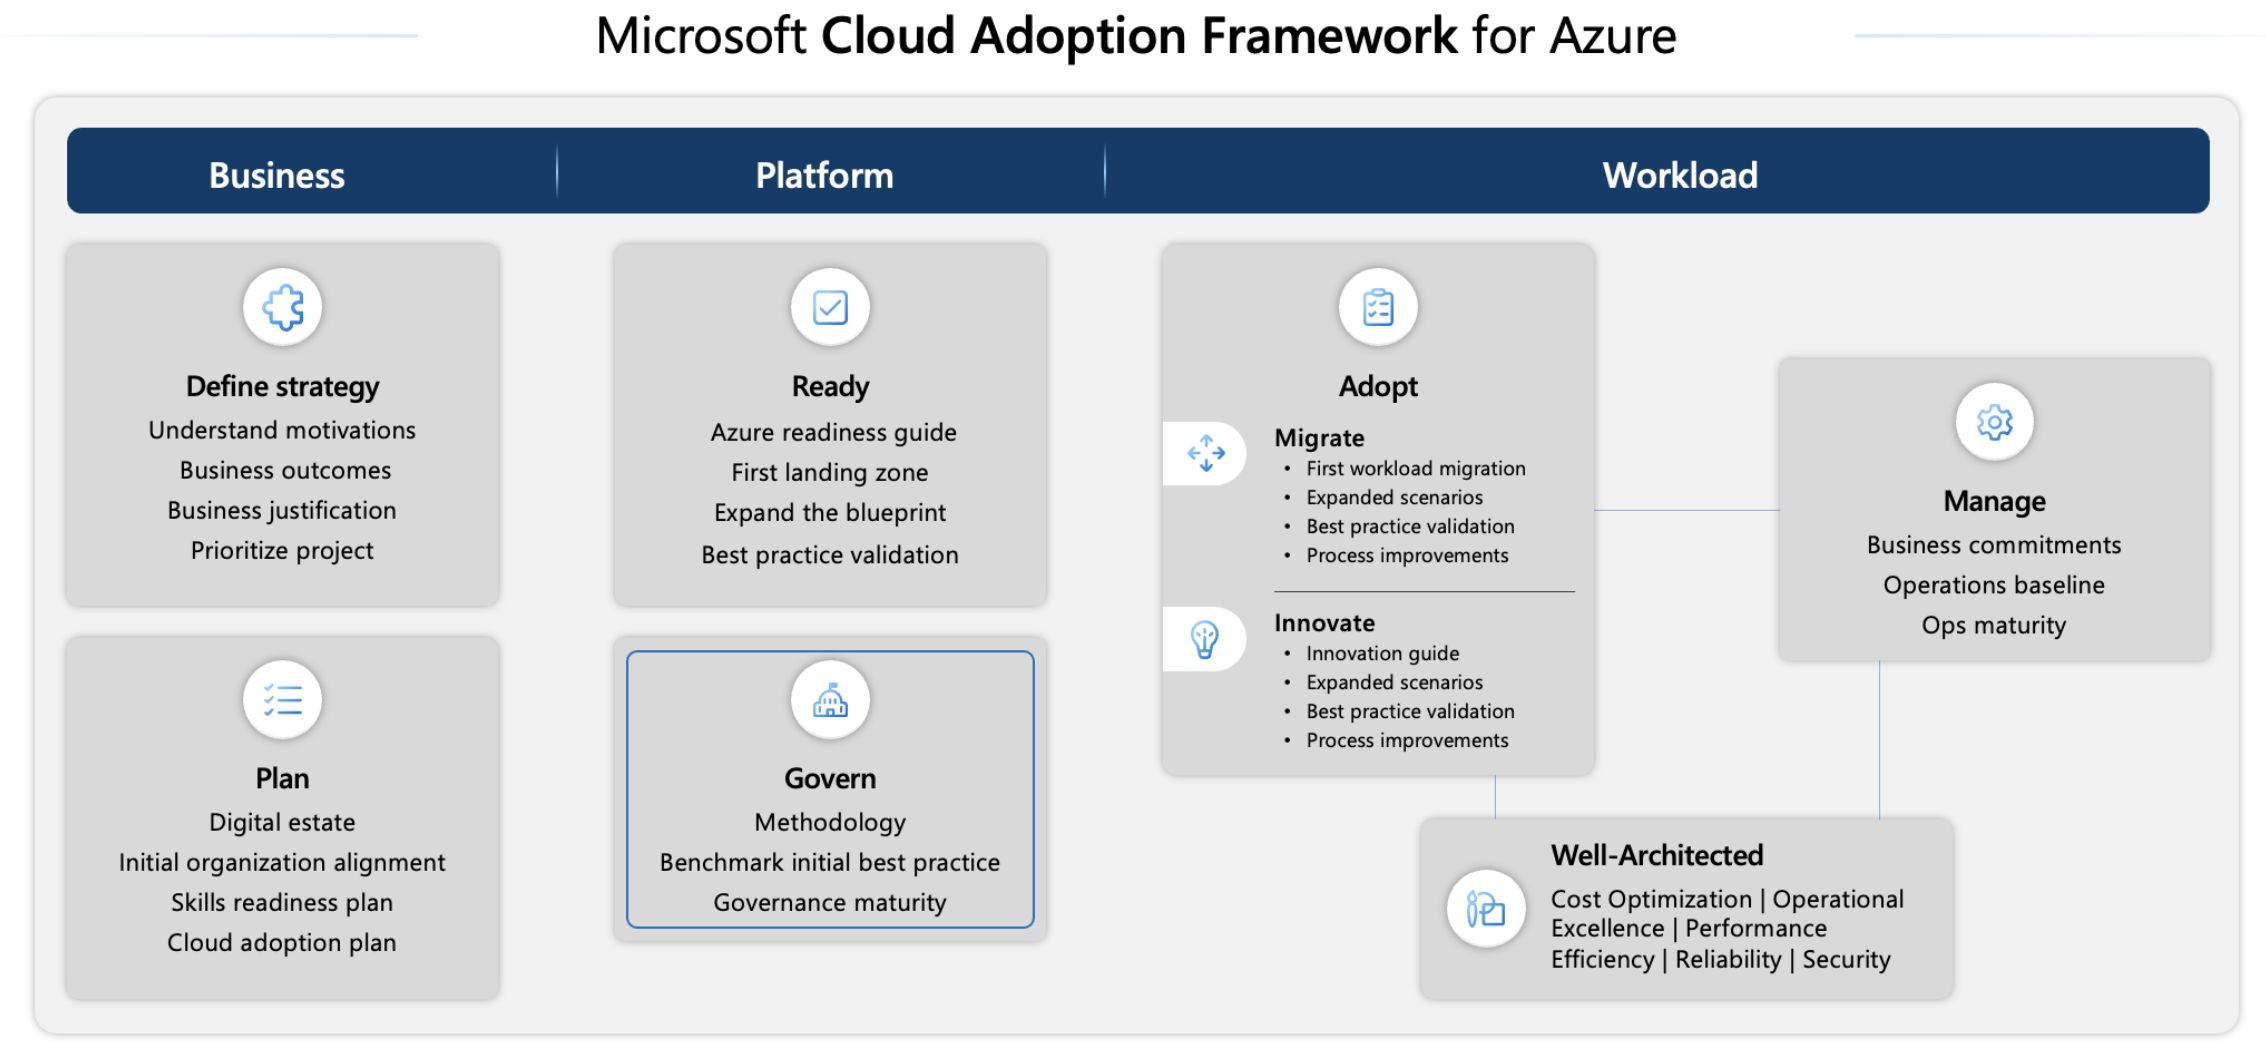 Microsoft Cloud Adoption Framework for Azure
Business
Platform
Workload
Define strategy
Understand motivations
Business outcomes
Business justification
Prioritize project
Plan
Digital estate
Initial organization alignment
Skills readiness plan
Cloud adoption plan
Ready
Azure readiness guide
First landing zone
Expand the blueprint
Best practice validation
Govern
Methodology
Benchmark initial best practice
Governance maturity
Adopt
Migrate
• First workload migration
• Expanded scenarios
• Best practice validation
• Process improvements
Innovate
• Innovation guide
• Expanded scenarios
• Best practice validation
• Process improvements
Manage
Business commitments
Operations baseline
Ops maturity
Well-Architected
Cost Optimization | Operational
Excellence | Performance
Efficiency | Reliability | Security